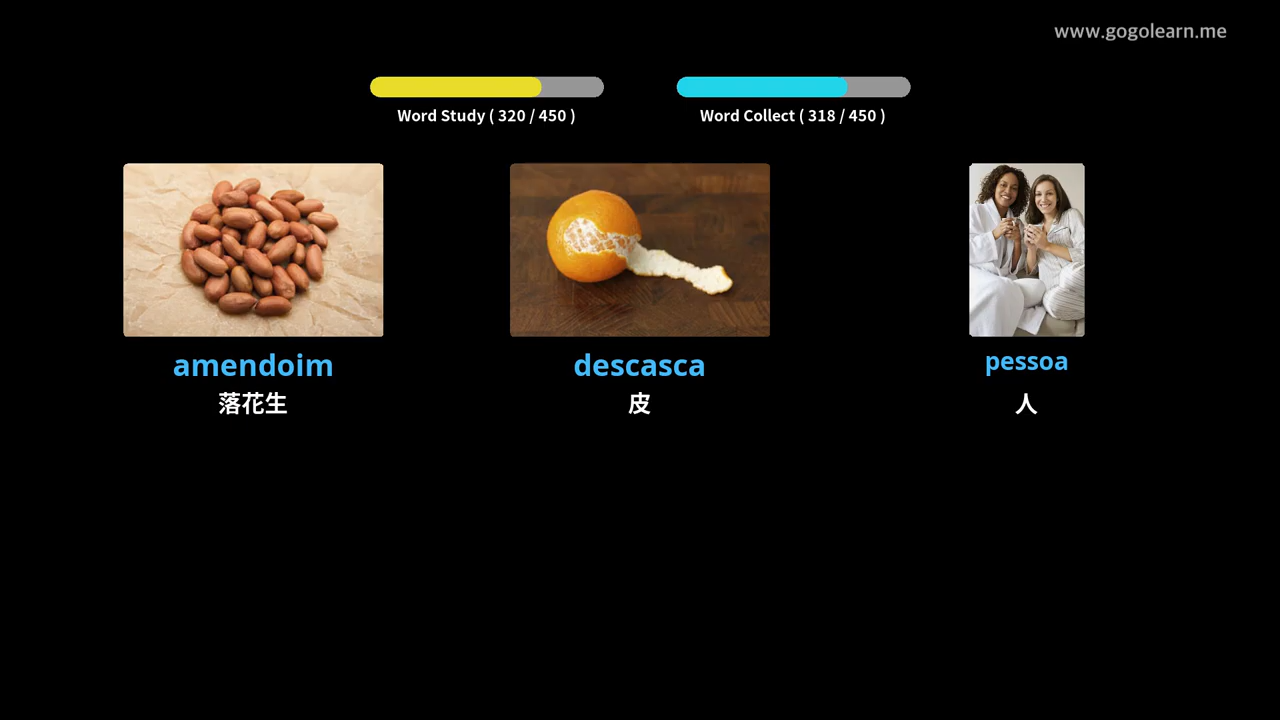 www.gogolearn.me
Word Study ( 320 / 450 )
Word Collect ( 318 / 450 )
amendoim
descasca
pessoa
落花生
皮
人